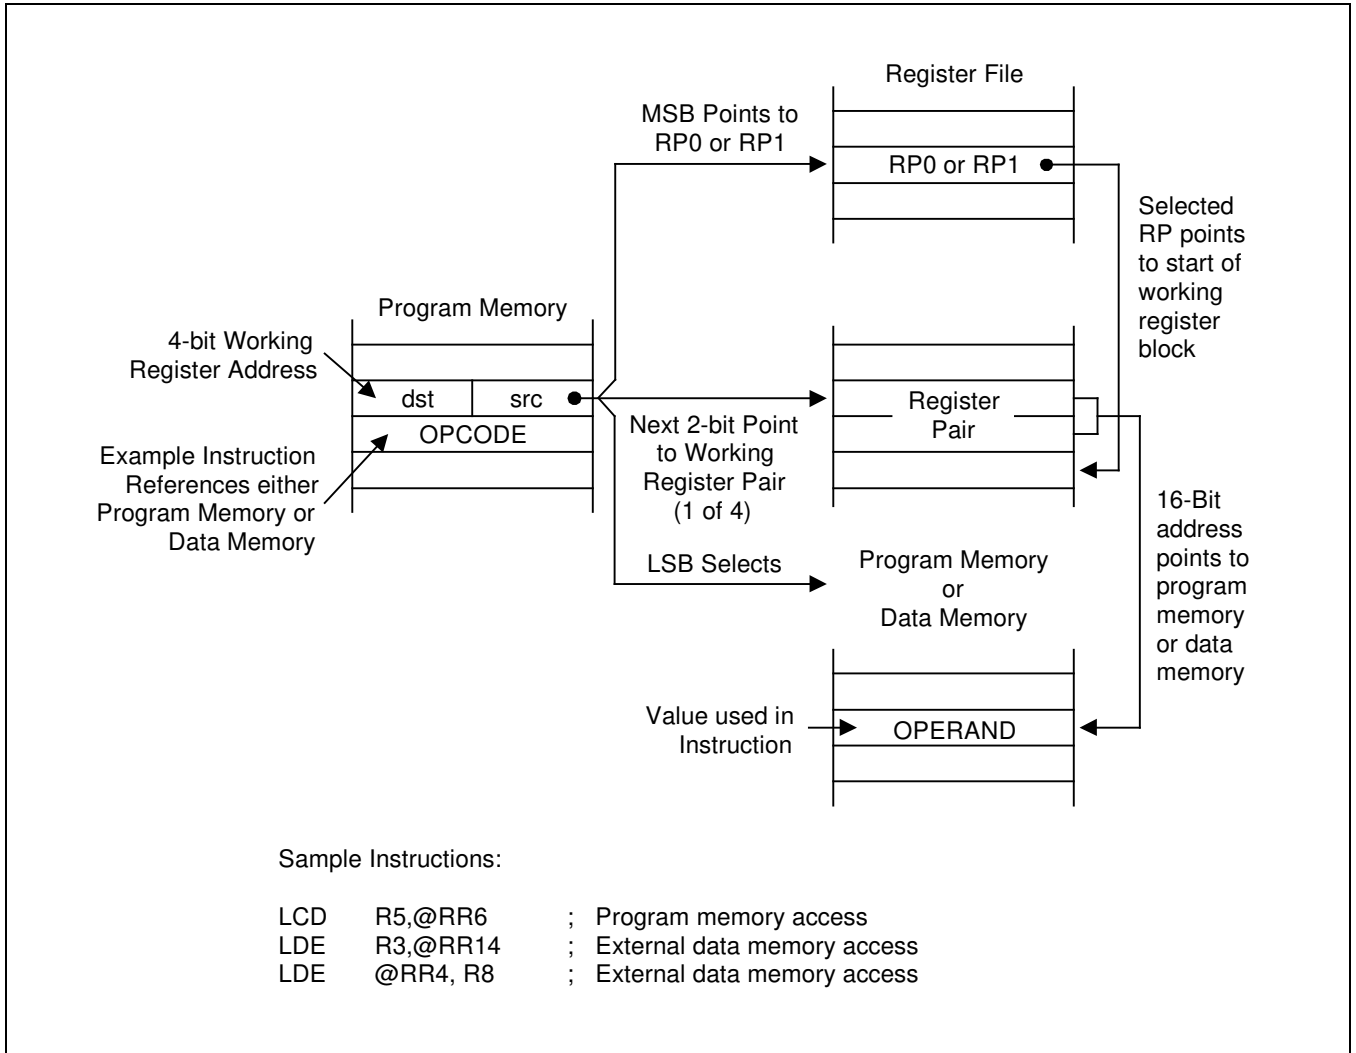 Register File
MSB Points to
RP0 or RP1
RP0 or RP1
Selected
RP points
to start of
working
register
block
Program Memory
4-bit Working
Register Address
dst src
OPCODE
Example Instruction
References either
Program Memory or
Data Memory
Register
Pair
Next 2-bit Point
to Working
Register Pair
(1 of 4)
LSB Selects
Program Memory
or
Data Memory
16-Bit
address
points to
program
memory
or data
memory
Value used in
Instruction
OPERAND
Sample Instructions:
LCD R5,@RR6 ; Program memory access
LDE R3,@RR14 ; External data memory access
LDE @RR4, R8 ; External data memory access